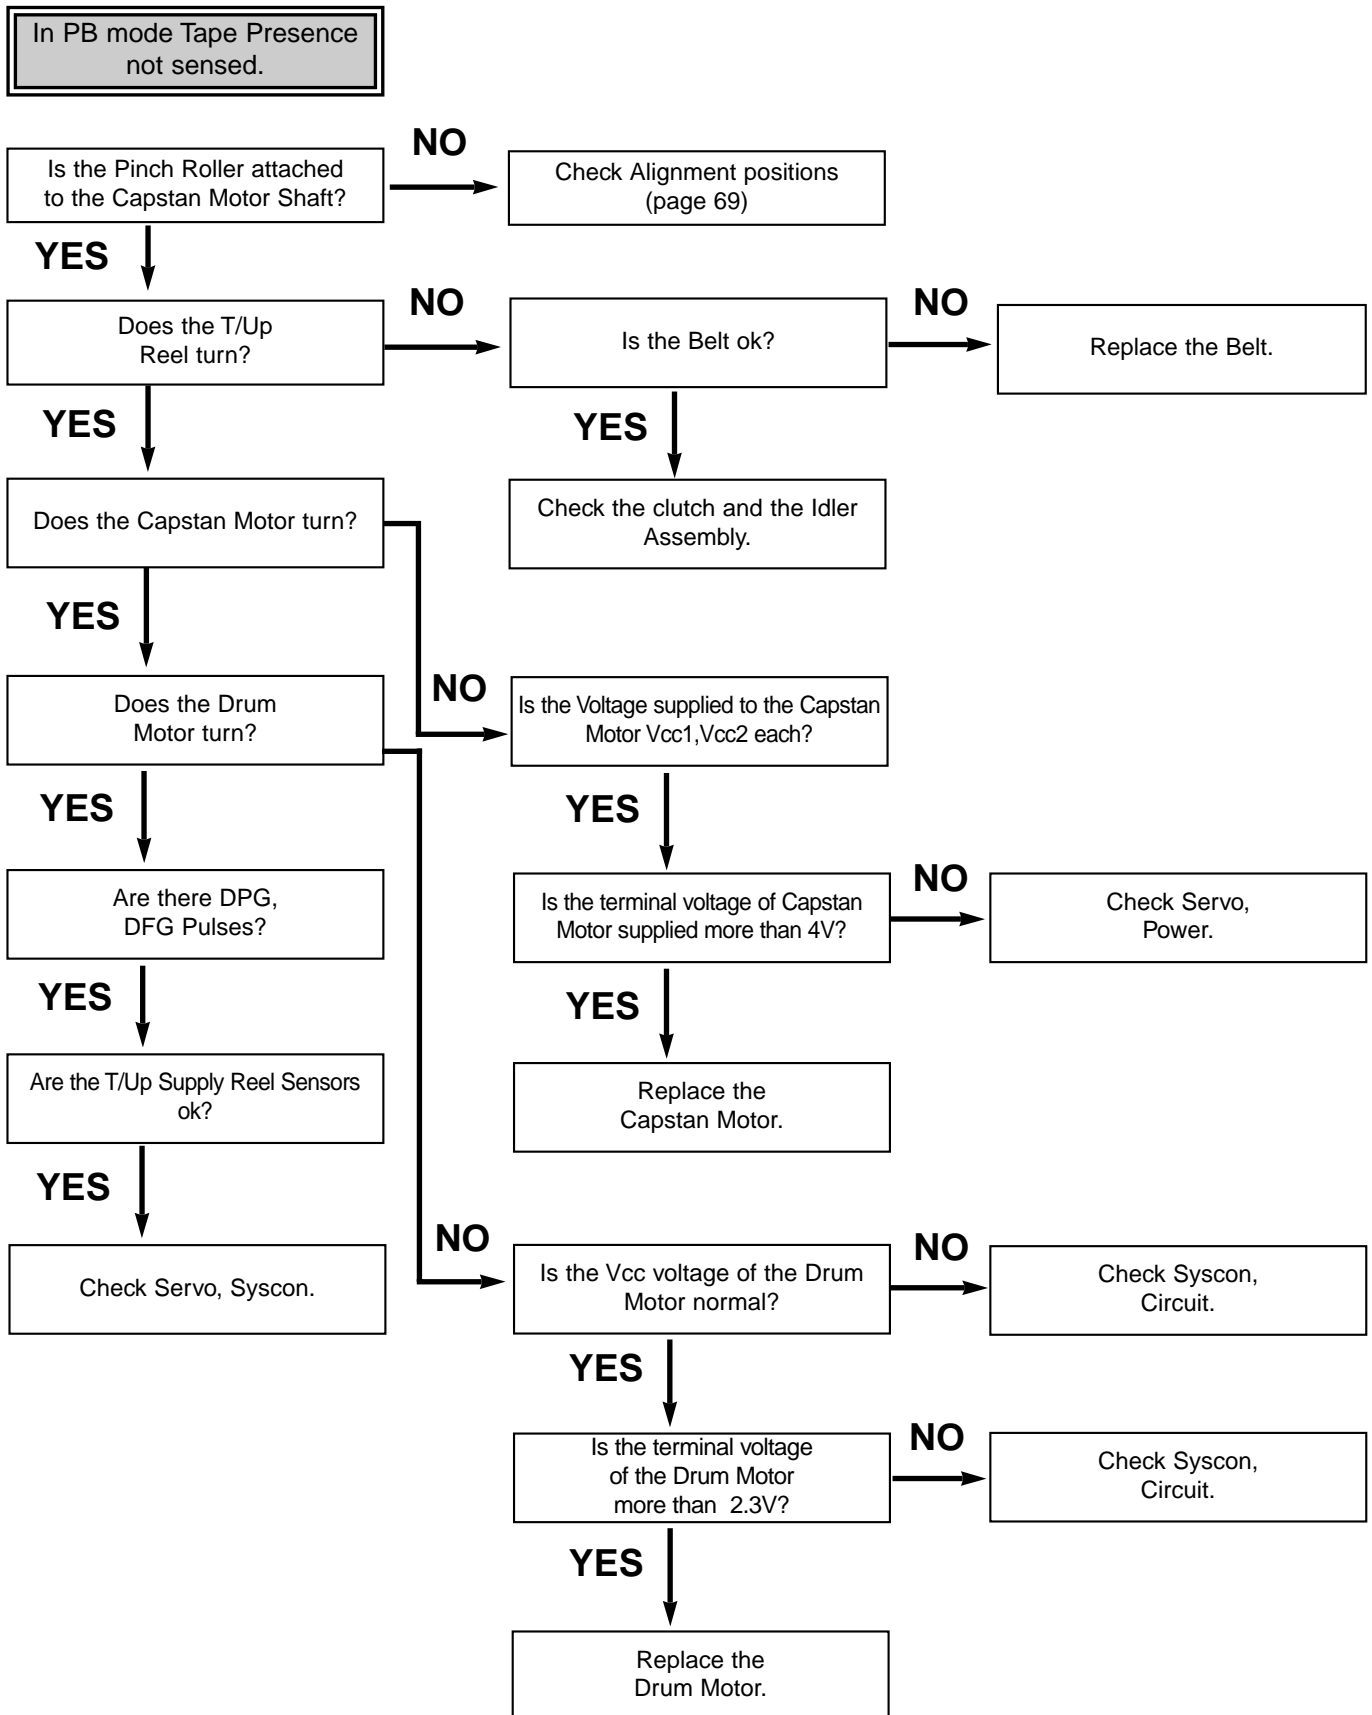 In PB mode Tape Presence
not sensed.
NO
Is the Pinch Roller attached
to the Capstan Motor Shaft?
Check Alignment positions
(page 69)
YES
NO
NO
Does the T/Up
Reel turn?
Is the Belt ok?
Replace the Belt.
YES
YES
Does the Capstan Motor turn?
Check the clutch and the Idler
Assembly.
YES
NO
Does the Drum
Motor turn?
Is the Voltage supplied to the Capstan
Motor Vcc1,Vcc2 each?
YES
YES
NO
Are there DPG,
DFG Pulses?
Is the terminal voltage of Capstan
Motor supplied more than 4V?
Check Servo,
Power.
YES
YES
Are the T/Up Supply Reel Sensors
ok?
Replace the
Capstan Motor.
YES
NO
NO
Check Servo, Syscon.
Is the Vcc voltage of the Drum
Motor normal?
Check Syscon,
Circuit.
YES
NO
Is the terminal voltage
of the Drum Motor
more than 2.3V?
Check Syscon,
Circuit.
YES
Replace the
Drum Motor.